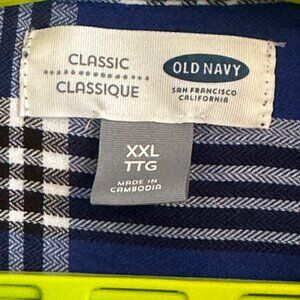 CLASSIC
CLASSIQUE
OLD NAVY
SAN FRANCISCO
CALIFORNIA
XXL
TTG
MADE IN
CAMBODIA